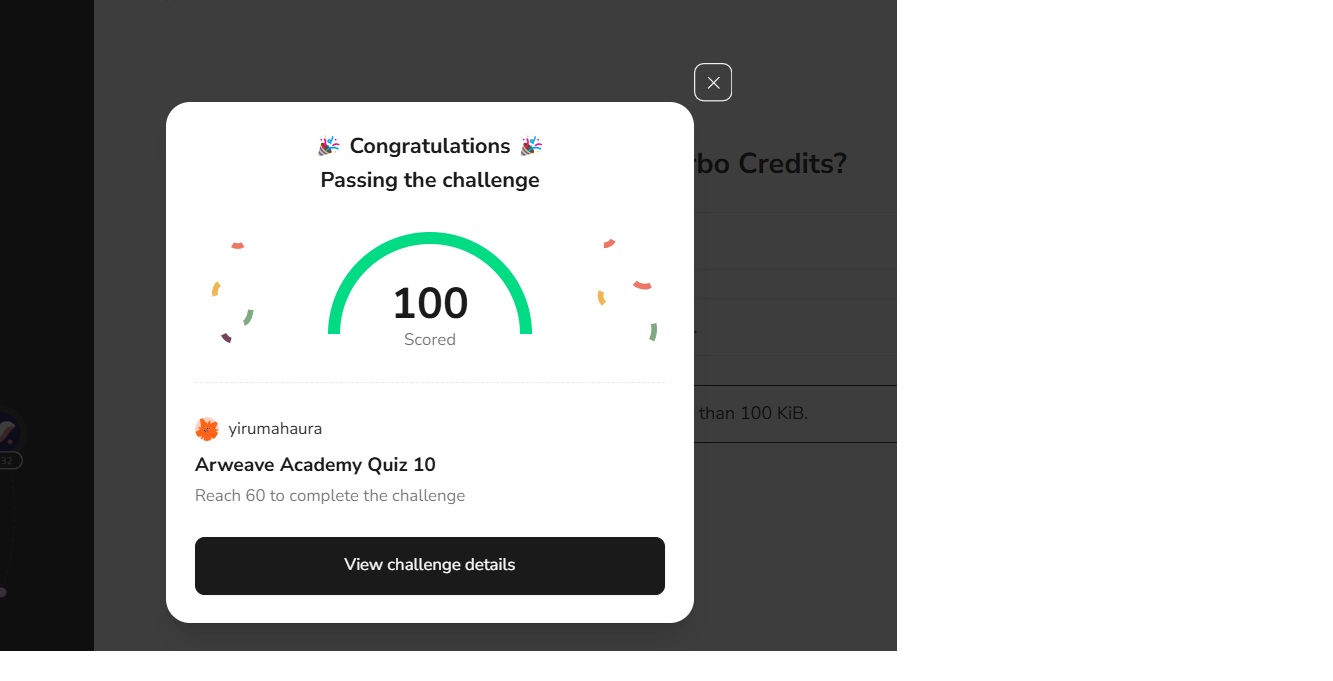 Congratulations
Passing the challenge
rbo Credits?
100
Scored
than 100 KiB.
yirumahaura
32
Arweave Academy Quiz 10
Reach 60 to complete the challenge
View challenge details